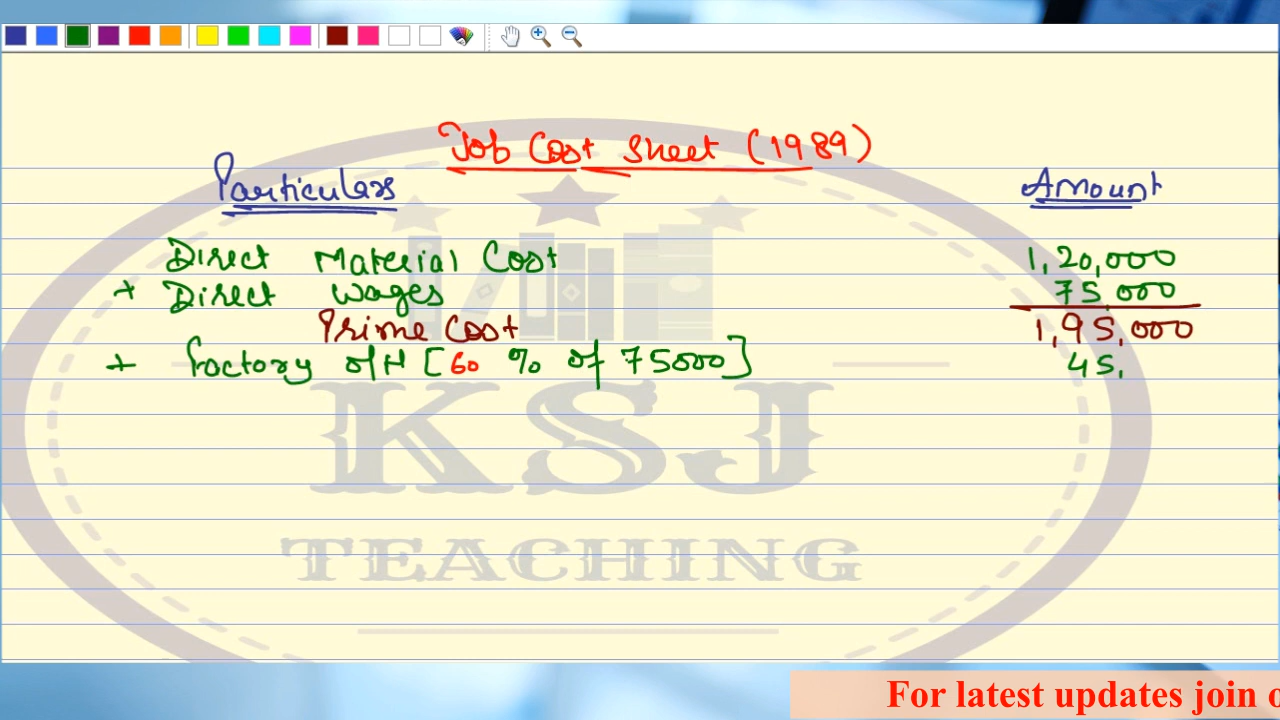 Job Cost Sheet (1989)
Particulars Amount
Direct Material Cost 1,20,000
+ Direct wages 75,000
Prime Cost 1,95,000
+ Factory o/H [60 % of 75000] 45,
KSJ
TEACHING
For latest updates join